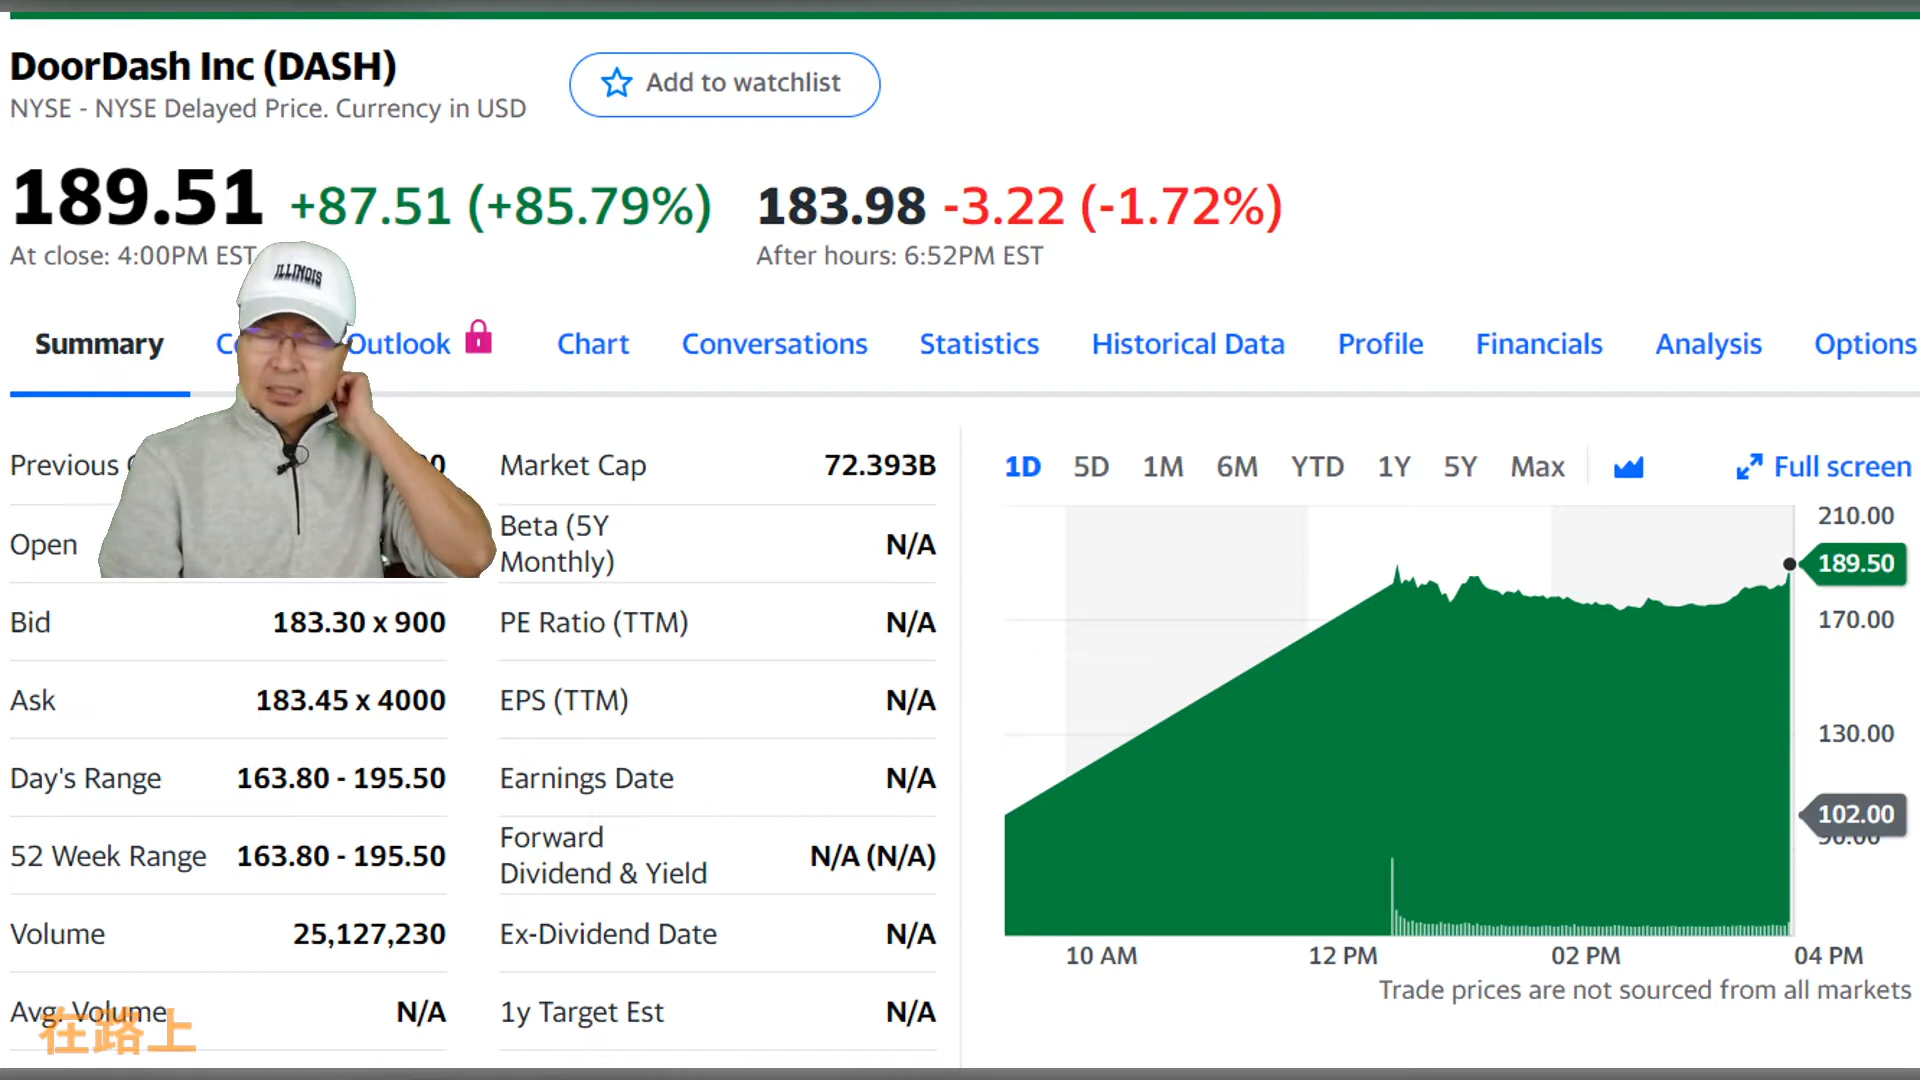 DoorDash Inc (DASH)
Add to watchlist
NYSE - NYSE Delayed Price. Currency in USD
189.51 +87.51 (+85.79%) 183.98 -3.22 (-1.72%)
At close: 4:00PM EST
After hours: 6:52PM EST
ILLINOIS
Summary
Outlook
Chart
Conversations
Statistics
Historical Data
Profile
Financials
Analysis
Options
Previous
Open
Bid 183.30 x 900
Ask 183.45 x 4000
Day's Range 163.80 - 195.50
52 Week Range 163.80 - 195.50
Volume 25,127,230
Avg. Volume N/A
在路上
Market Cap 72.393B
Beta (5Y
Monthly) N/A
PE Ratio (TTM) N/A
EPS (TTM) N/A
Earnings Date N/A
Forward
Dividend & Yield N/A (N/A)
Ex-Dividend Date N/A
1y Target Est N/A
1D 5D 1M 6M YTD 1Y 5Y Max
Full screen
210.00
189.50
170.00
130.00
102.00
90.00
10 AM 12 PM 02 PM 04 PM
Trade prices are not sourced from all markets